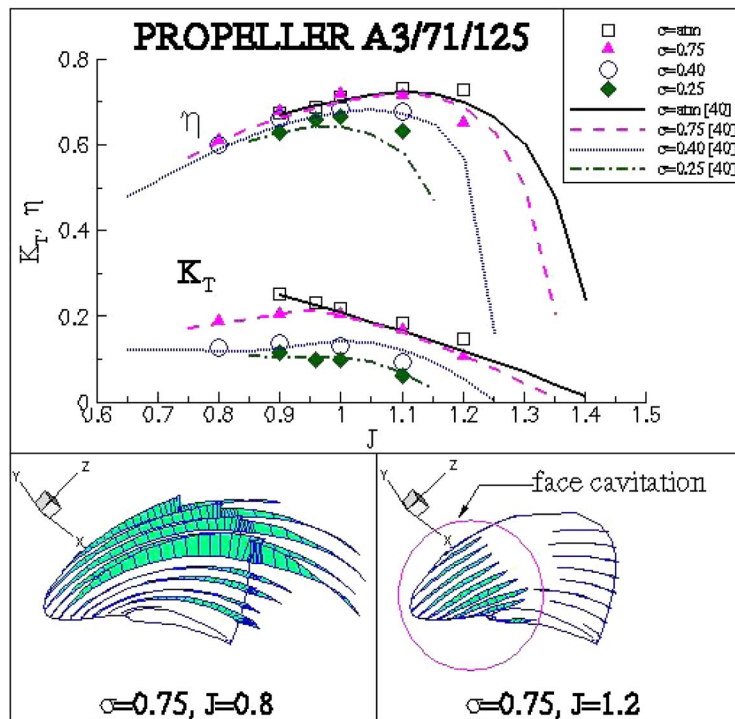 PROPELLER A3/71/125
σ=atm
σ=0.75
σ=0.40
σ=0.25
σ=atm [40]
σ=0.75 [40]
σ=0.40 [40]
σ=0.25 [40]
0.8
0.6
0.4
0.2
0
K_T, η
η
K_T
0.6 0.7 0.8 0.9 1 1.1 1.2 1.3 1.4 1.5
J
Y
Z
X
σ=0.75, J=0.8
face cavitation
Y
Z
X
σ=0.75, J=1.2